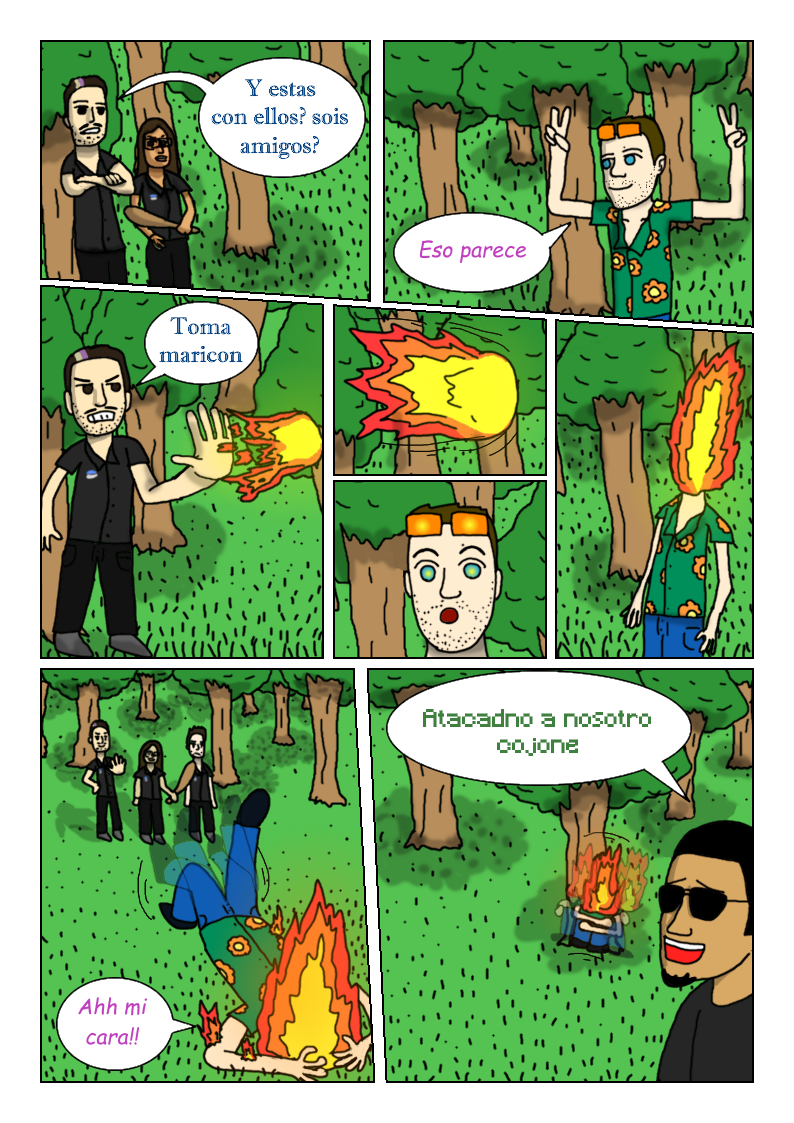 Y estas
con ellos? sois
amigos?
Eso parece
Toma
maricon
Ahh mi
cara!!
Atacadno a nosotro
cojone